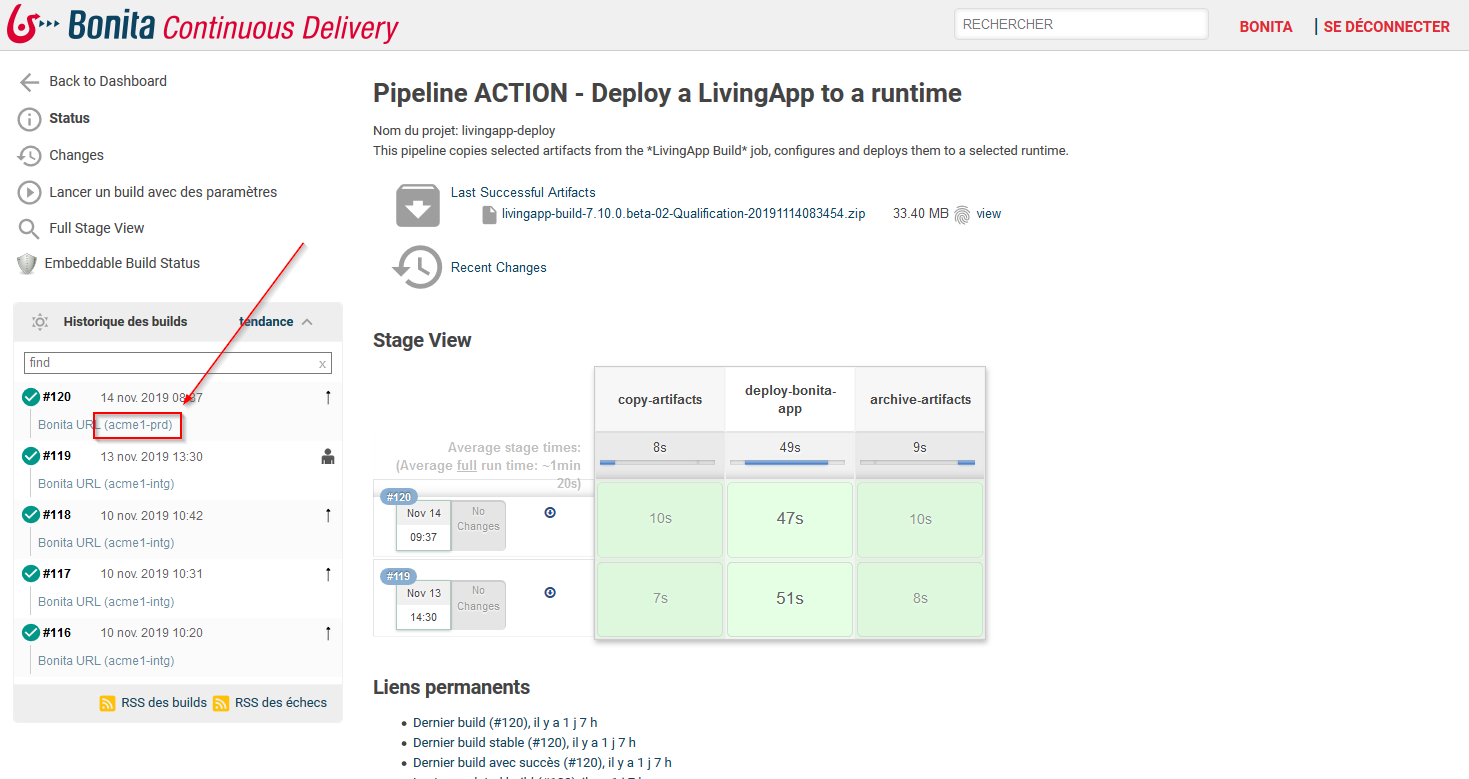 Bonita Continuous Delivery
RECHERCHER
BONITA
SE DÉCONNECTER
Back to Dashboard
Status
Changes
Lancer un build avec des paramètres
Full Stage View
Embeddable Build Status
Historique des builds
tendance
find
x
#120 14 nov. 2019 08:37
Bonita URL (acme1-prd)
#119 13 nov. 2019 13:30
Bonita URL (acme1-intg)
#118 10 nov. 2019 10:42
Bonita URL (acme1-intg)
#117 10 nov. 2019 10:31
Bonita URL (acme1-intg)
#116 10 nov. 2019 10:20
Bonita URL (acme1-intg)
RSS des builds RSS des échecs
Pipeline ACTION - Deploy a LivingApp to a runtime
Nom du projet: livingapp-deploy
This pipeline copies selected artifacts from the *LivingApp Build* job, configures and deploys them to a selected runtime.
Last Successful Artifacts
livingapp-build-7.10.0.beta-02-Qualification-20191114083454.zip 33.40 MB view
Recent Changes
Stage View
copy-artifacts
deploy-bonita-
app
archive-artifacts
Average stage times:
(Average full run time: ~1min
20s)
8s 49s 9s
#120
Nov 14
09:37
No
Changes
10s 47s 10s
#119
Nov 13
14:30
No
Changes
7s 51s 8s
Liens permanents
Dernier build (#120), il y a 1 j 7 h
Dernier build stable (#120), il y a 1 j 7 h
Dernier build avec succès (#120), il y a 1 j 7 h